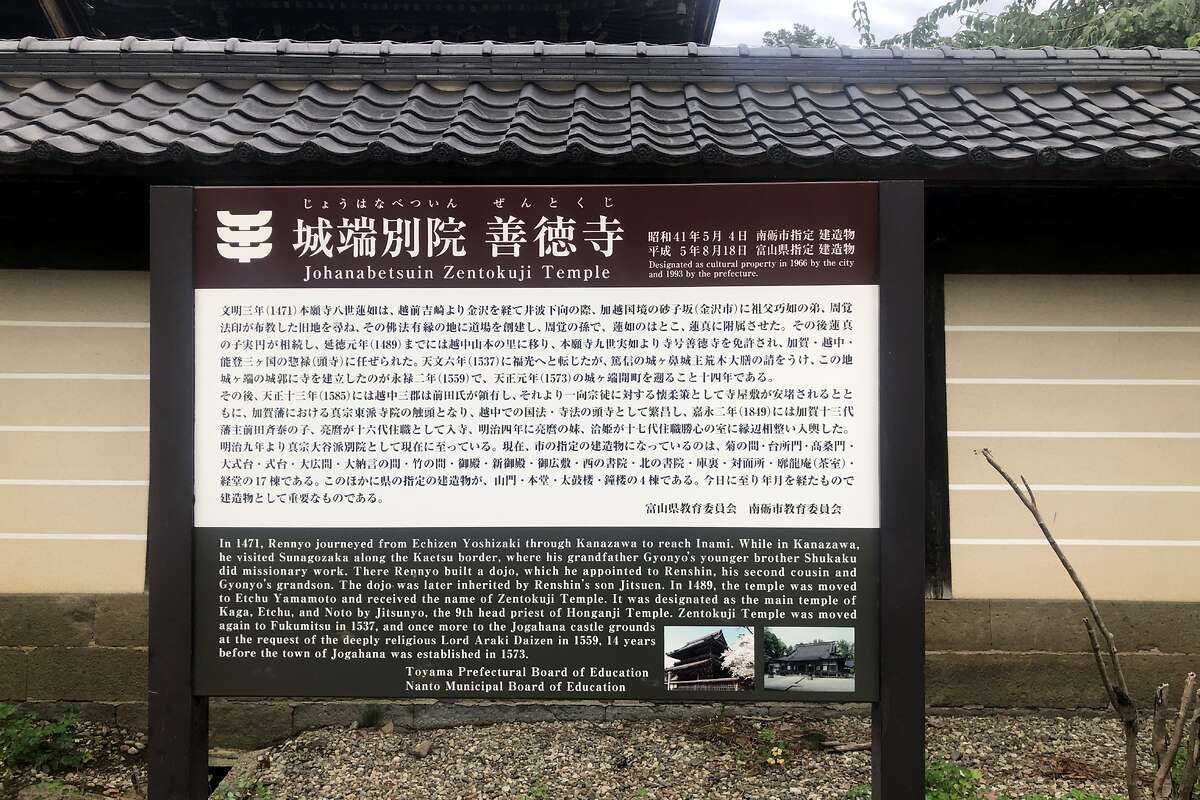 じょうはなべついん ぜんとくじ
城端別院 善徳寺
Johanabetsuin Zentokuji Temple
昭和41年5月 4日 南砺市指定 建造物
平成 5年8月18日 富山県指定 建造物
Designated as cultural property in 1966 by the city
and 1993 by the prefecture.
文明三年(1471)本願寺八世蓮如は、越前吉崎より金沢を経て井波下向の際、加越国境の砂子坂(金沢市)に祖父巧如の弟、周覚
法印が布教した旧地を尋ね、その佛法有縁の地に道場を創建し、周覚の孫で、蓮如のはとこ、蓮真に附属させた。その後蓮真
の子実円が相続し、延徳元年(1489)までには越中山本の里に移り、本願寺九世実如より寺号善徳寺を免許され、加賀・越中・
能登三ヶ国の惣禄(頭寺)に任ぜられた。天文六年(1537)に福光へと転じたが、篤信の城ヶ鼻城主荒木大膳の請をうけ、この地
城ヶ端の城郭に寺を建立したのが永禄二年(1559)で、天正元年(1573)の城ヶ端開町を遡ること十四年である。
その後、天正十三年(1585)には越中三郡は前田氏が領有し、それより一向宗徒に対する懐柔策として寺屋敷が安堵されるとと
もに、加賀藩における真宗東派寺院の触頭となり、越中での国法・寺法の頭寺として繁昌し、嘉永二年(1849)には加賀十三代
藩主前田斉泰の子、亮麿が十六代住職として入寺、明治四年に亮麿の妹、洽姫が十七代住職勝心の室に縁辺相整い入輿した。
明治九年より真宗大谷派別院として現在に至っている。現在、市の指定の建造物になっているのは、菊の間・台所門・髙桑門・
大式台・式台・大広間・大納言の間・竹の間・御殿・新御殿・御広敷・西の書院・北の書院・庫裏・対面所・廓龍庵(茶室)・
経堂の17棟である。このほかに県の指定の建造物が、山門・本堂・太鼓楼・鐘楼の4棟である。今日に至り年月を経たもので
建造物として重要なものである。
富山県教育委員会 南砺市教育委員会
In 1471, Rennyo journeyed from Echizen Yoshizaki through Kanazawa to reach Inami. While in Kanazawa,
he visited Sunagozaka along the Kaetsu border, where his grandfather Gyonyo's younger brother Shukaku
did missionary work. There Rennyo built a dojo, which he appointed to Renshin, his second cousin and
Gyonyo's grandson. The dojo was later inherited by Renshin's son Jitsuen. In 1489, the temple was moved
to Etchu Yamamoto and received the name of Zentokuji Temple. It was designated as the main temple of
Kaga, Etchu, and Noto by Jitsunyo, the 9th head priest of Honganji Temple. Zentokuji Temple was moved
again to Fukumitsu in 1537, and once more to the Jogahana castle grounds
at the request of the deeply religious Lord Araki Daizen in 1559, 14 years
before the town of Jogahana was established in 1573.
Toyama Prefectural Board of Education
Nanto Municipal Board of Education